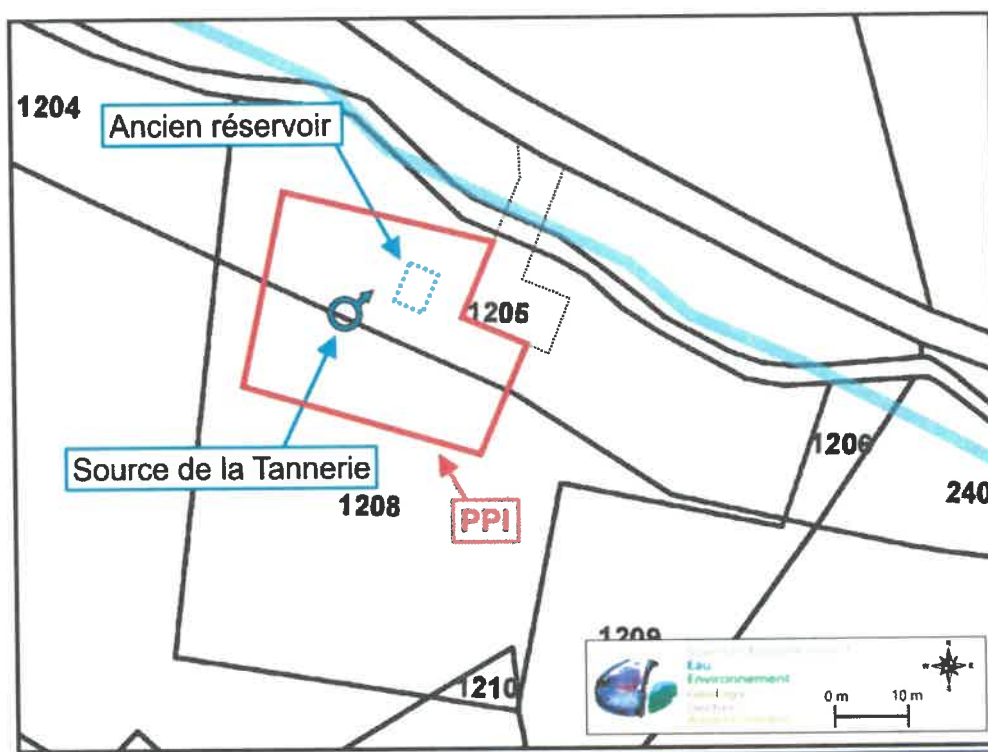 1204
Ancien réservoir
1205
Source de la Tannerie
1208
PPI
1206
240
1209
1210
Eau
Environnement
N
W E
S
0 m 10 m